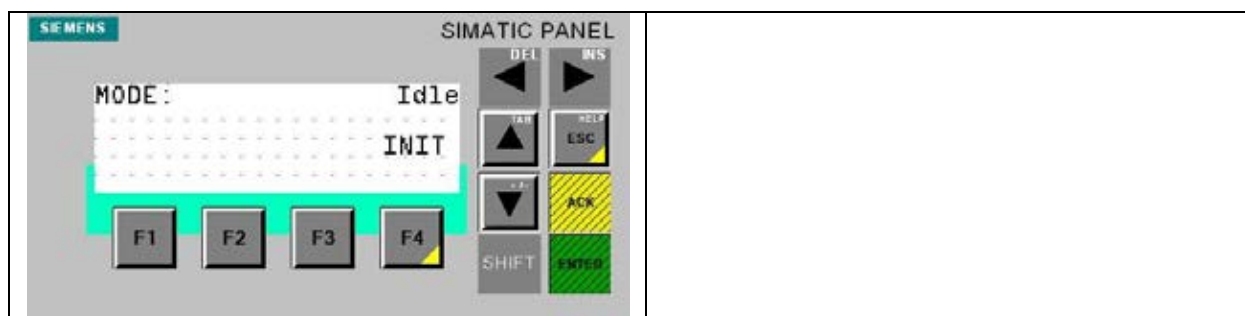 SIEMENS
SIMATIC PANEL
DEL INS
MODE: Idle
TAB HELP
ESC
INIT
+/-
ACK
F1 F2 F3 F4
SHIFT ENTER